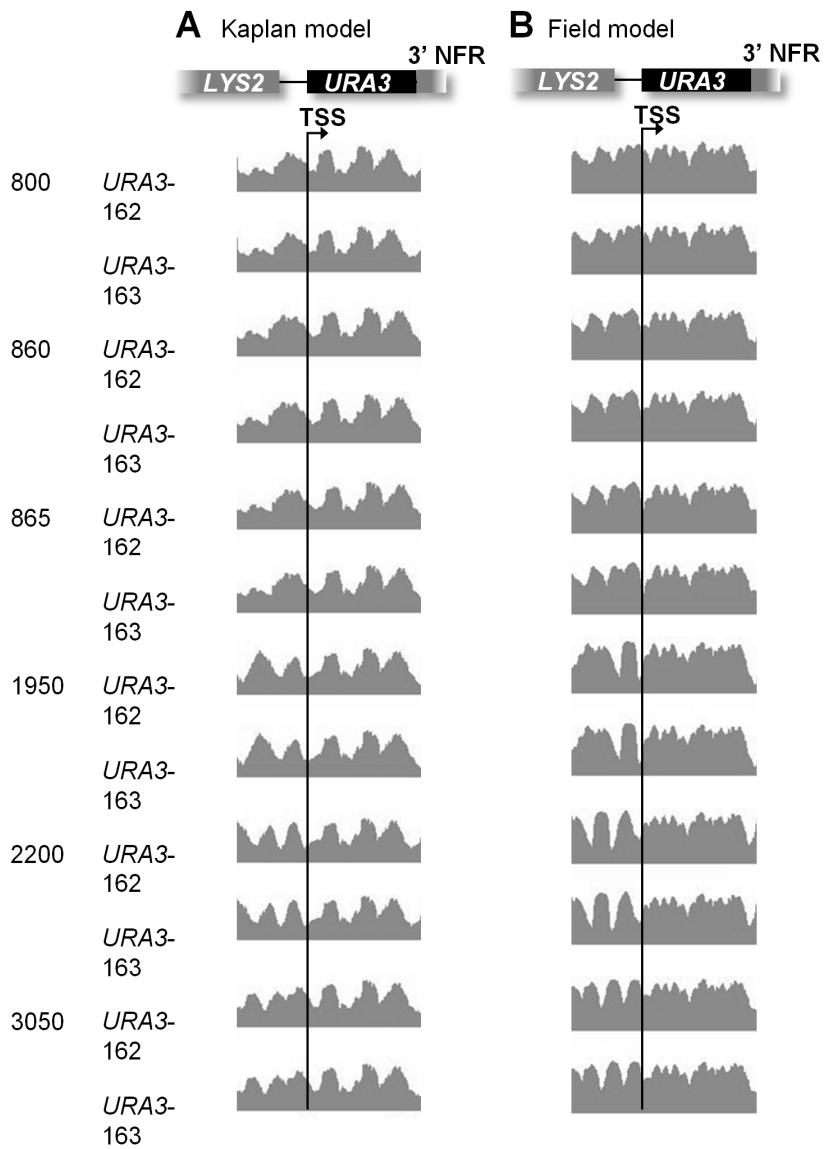 A Kaplan model
B Field model
3’ NFR
3’ NFR
LYS2 URA3
LYS2 URA3
TSS
TSS
800 URA3-
162
URA3-
163
860 URA3-
162
URA3-
163
865 URA3-
162
URA3-
163
1950 URA3-
162
URA3-
163
2200 URA3-
162
URA3-
163
3050 URA3-
162
URA3-
163